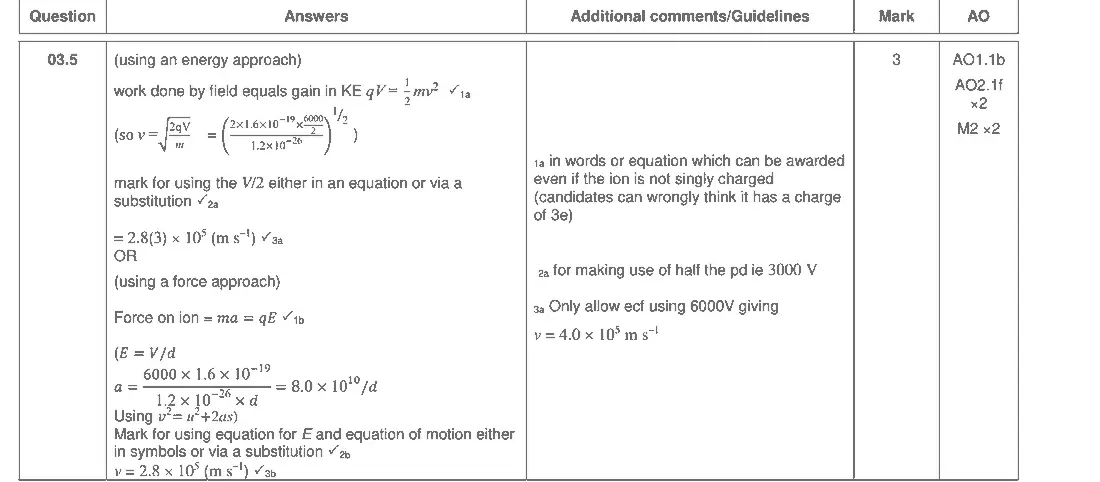 Question Answers Additional comments/Guidelines Mark AO
03.5 (using an energy approach) 3 AO1.1b
work done by field equals gain in KE qV = 1/2 mv² ✓1a
AO2.1f
×2
M2 ×2
(so v = √(2qV/m) = ((2×1.6×10⁻¹⁹×6000/2)/(1.2×10⁻²⁶))^1/2 )
mark for using the V/2 either in an equation or via a
substitution ✓2a
= 2.8(3) × 10⁵ (m s⁻¹) ✓3a
OR
(using a force approach)
Force on ion = ma = qE ✓1b
(E = V/d
a = (6000 × 1.6 × 10⁻¹⁹)/(1.2 × 10⁻²⁶ × d) = 8.0 × 10¹⁰/d
Using v²= u²+2as)
Mark for using equation for E and equation of motion either
in symbols or via a substitution ✓2b
v = 2.8 × 10⁵ (m s⁻¹) ✓3b
1a in words or equation which can be awarded
even if the ion is not singly charged
(candidates can wrongly think it has a charge
of 3e)
2a for making use of half the pd ie 3000 V
3a Only allow ecf using 6000V giving
v = 4.0 × 10⁵ m s⁻¹